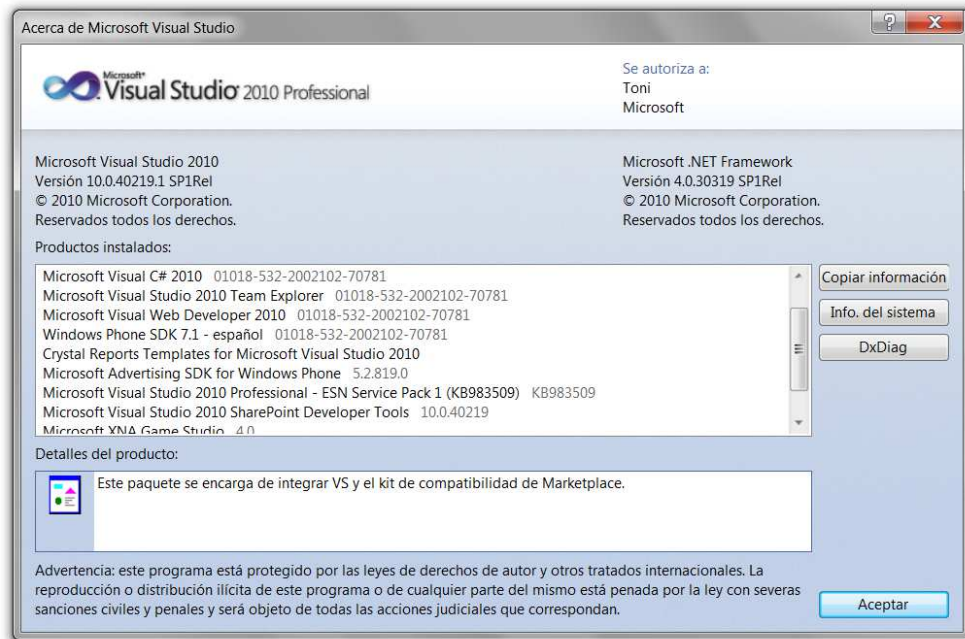 Acerca de Microsoft Visual Studio
Microsoft®
Visual Studio® 2010 Professional
Se autoriza a:
Toni
Microsoft
Microsoft Visual Studio 2010
Versión 10.0.40219.1 SP1Rel
© 2010 Microsoft Corporation.
Reservados todos los derechos.
Microsoft .NET Framework
Versión 4.0.30319 SP1Rel
© 2010 Microsoft Corporation.
Reservados todos los derechos.
Productos instalados:
Microsoft Visual C# 2010 01018-532-2002102-70781
Microsoft Visual Studio 2010 Team Explorer 01018-532-2002102-70781
Microsoft Visual Web Developer 2010 01018-532-2002102-70781
Windows Phone SDK 7.1 - español 01018-532-2002102-70781
Crystal Reports Templates for Microsoft Visual Studio 2010
Microsoft Advertising SDK for Windows Phone 5.2.819.0
Microsoft Visual Studio 2010 Professional - ESN Service Pack 1 (KB983509) KB983509
Microsoft Visual Studio 2010 SharePoint Developer Tools 10.0.40219
Microsoft XNA Game Studio 4.0
Copiar información
Info. del sistema
DxDiag
Detalles del producto:
Este paquete se encarga de integrar VS y el kit de compatibilidad de Marketplace.
Advertencia: este programa está protegido por las leyes de derechos de autor y otros tratados internacionales. La
reproducción o distribución ilícita de este programa o de cualquier parte del mismo está penada por la ley con severas
sanciones civiles y penales y será objeto de todas las acciones judiciales que correspondan.
Aceptar